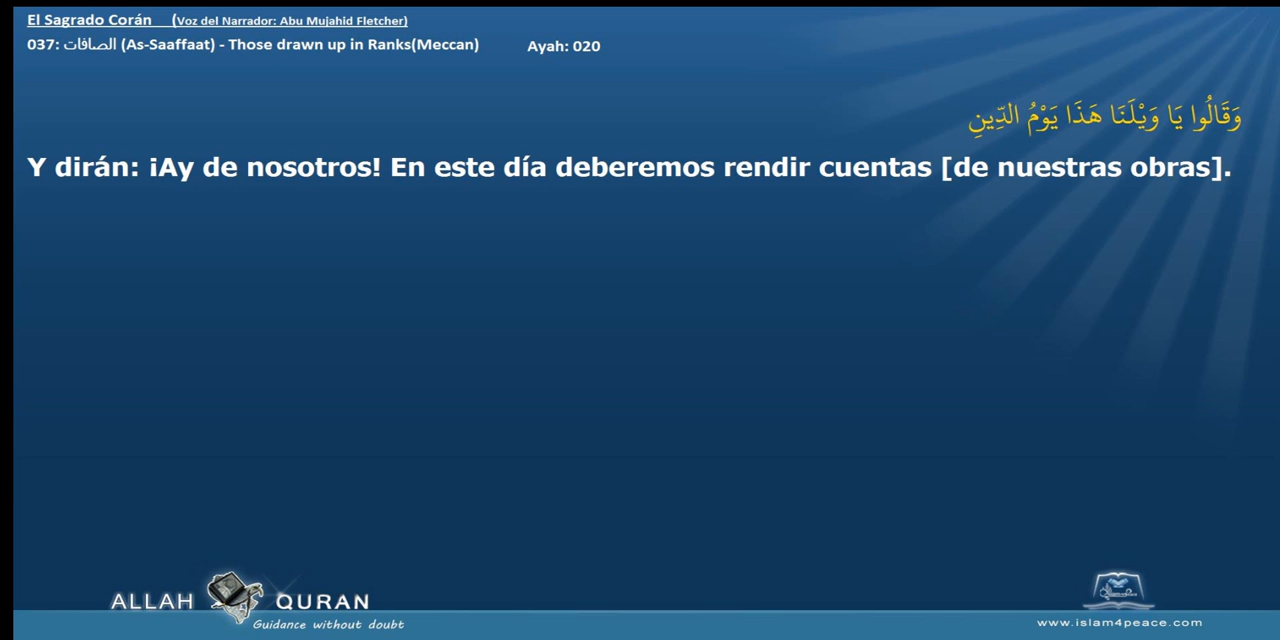 El Sagrado Corán (Voz del Narrador: Abu Mujahid Fletcher)
037: الصافات (As-Saaffaat) - Those drawn up in Ranks(Meccan) Ayah: 020
وَقَالُوا يَا وَيْلَنَا هَذَا يَوْمُ الدِّينِ
Y dirán: ¡Ay de nosotros! En este día deberemos rendir cuentas [de nuestras obras].
ALLAH QURAN
Guidance without doubt
www.islam4peace.com